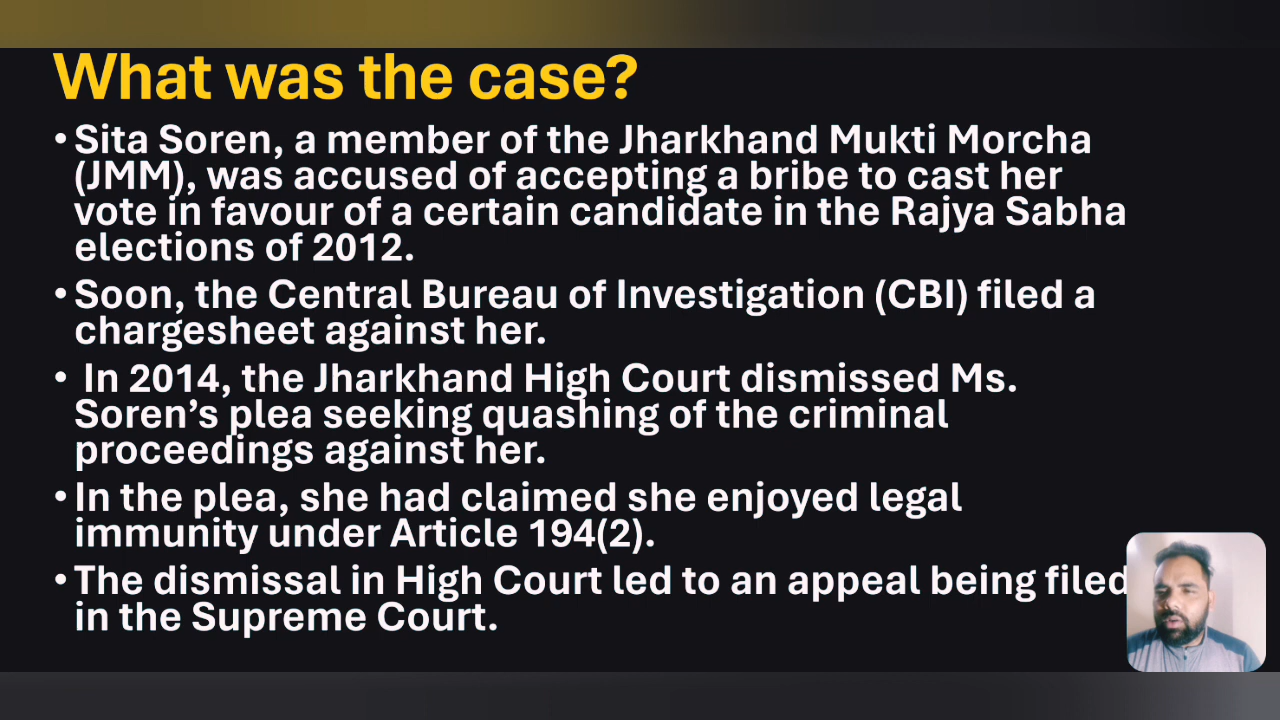 What was the case?
• Sita Soren, a member of the Jharkhand Mukti Morcha
(JMM), was accused of accepting a bribe to cast her
vote in favour of a certain candidate in the Rajya Sabha
elections of 2012.
• Soon, the Central Bureau of Investigation (CBI) filed a
chargesheet against her.
• In 2014, the Jharkhand High Court dismissed Ms.
Soren’s plea seeking quashing of the criminal
proceedings against her.
• In the plea, she had claimed she enjoyed legal
immunity under Article 194(2).
• The dismissal in High Court led to an appeal being filed
in the Supreme Court.